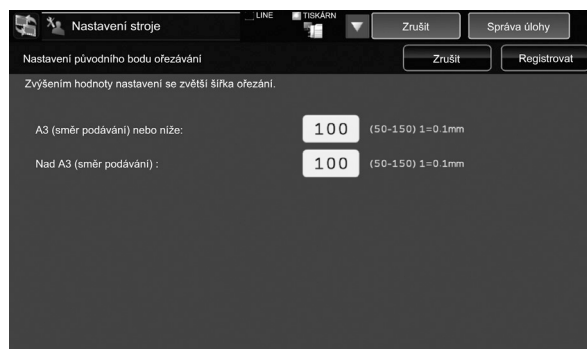 Nastavení stroje
LINE
TISKÁRN
Zrušit
Správa úlohy
Nastavení původního bodu ořezávání
Zrušit
Registrovat
Zvýšením hodnoty nastavení se zvětší šířka ořezání.
A3 (směr podávání) nebo níže: 100 (50-150) 1=0.1mm
Nad A3 (směr podávání) : 100 (50-150) 1=0.1mm